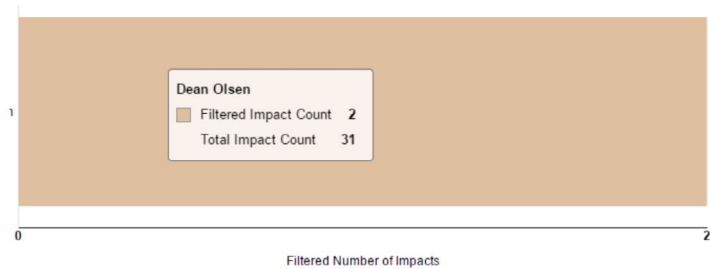 Dean Olsen
Filtered Impact Count 2
Total Impact Count 31
1
0 2
Filtered Number of Impacts